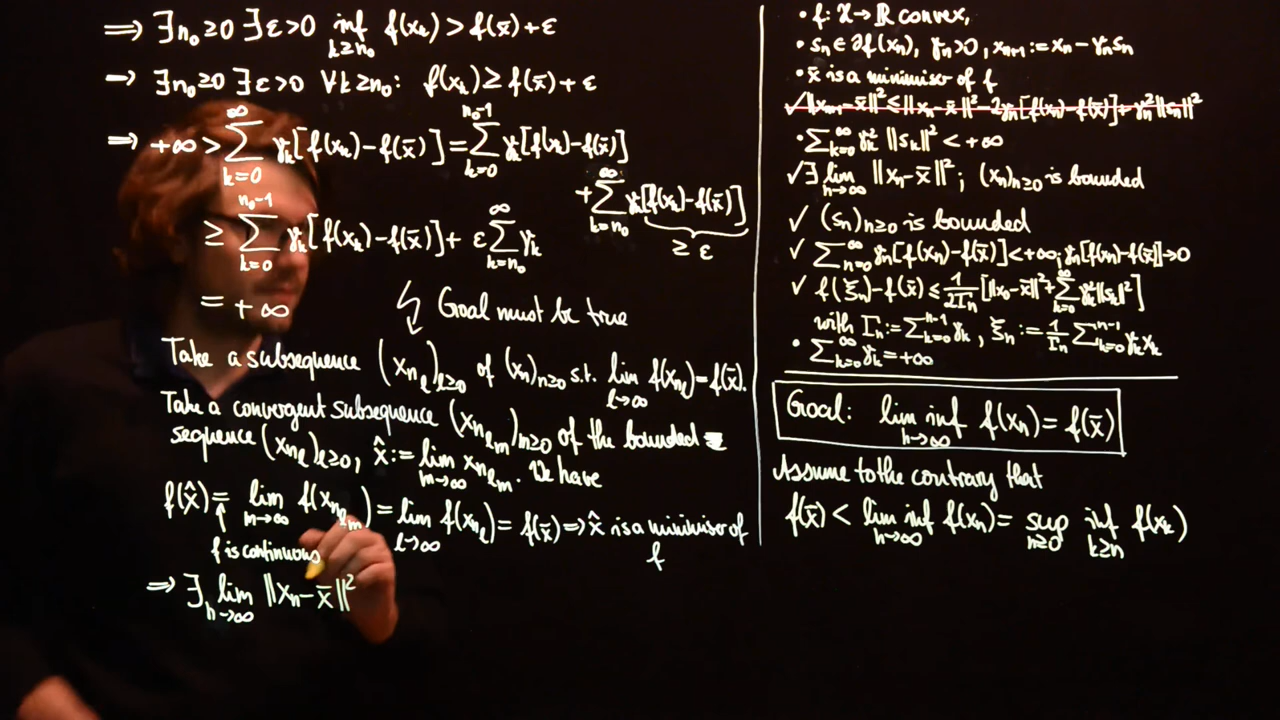 ⟹ ∃n₀≥0 ∃ε>0 inf_{k≥n₀} f(x_k) > f(x̄)+ε
⟹ ∃n₀≥0 ∃ε>0 ∀k≥n₀: f(x_k) ≥ f(x̄) + ε
⟹ +∞ > ∑_{k=0}^{∞} γ_k[f(x_k)-f(x̄)] = ∑_{k=0}^{n₀-1} γ_k[f(x_k)-f(x̄)]
+ ∑_{k=n₀}^{∞} γ_k[f(x_k)-f(x̄)]
≥ ε
≥ ∑_{k=0}^{n₀-1} γ_k[f(x_k)-f(x̄)] + ε ∑_{k=n₀}^{∞} γ_k
= +∞ Goal must be true
Take a subsequence (x_{n_ℓ})_{ℓ≥0} of (x_n)_{n≥0} s.t. lim_{ℓ→∞} f(x_{n_ℓ}) = f(x̄).
Take a convergent subsequence (x_{n_{ℓ_m}})_{m≥0} of the bounded
sequence (x_{n_ℓ})_{ℓ≥0}, x̂ := lim_{m→∞} x_{n_{ℓ_m}}. We have
f(x̂) = lim_{m→∞} f(x_{n_{ℓ_m}}) = lim_{ℓ→∞} f(x_{n_ℓ}) = f(x̄) ⟹ x̂ is a minimiser of
f
↑
f is continuous
⟹ ∃ lim_{n→∞} ‖x_n - x̄‖²
• f: X→ℝ convex,
• s_n ∈ ∂f(x_n), γ_n>0, x_{n+1} := x_n - γ_n s_n
• x̄ is a minimiser of f
✓ ‖x_{n+1}-x̄‖² ≤ ‖x_n-x̄‖² - 2γ_n[f(x_n)-f(x̄)] + γ_n²‖s_n‖²
• ∑_{k=0}^{∞} γ_k² ‖s_k‖² < +∞
✓ ∃ lim_{n→∞} ‖x_n-x̄‖²; (x_n)_{n≥0} is bounded
✓ (s_n)_{n≥0} is bounded
✓ ∑_{n=0}^{∞} γ_n[f(x_n)-f(x̄)] < +∞; γ_n[f(x_n)-f(x̄)]→0
✓ f(ξ_n)-f(x̄) ≤ 1/(2Γ_n) [‖x₀-x̄‖² + ∑_{k=0}^{∞} γ_k²‖s_k‖²]
with Γ_n := ∑_{k=0}^{n-1} γ_k, ξ_n := 1/Γ_n ∑_{k=0}^{n-1} γ_k x_k
• ∑_{k=0}^{∞} γ_k = +∞
Goal: lim inf_{n→∞} f(x_n) = f(x̄)
Assume to the contrary that
f(x̄) < lim inf_{n→∞} f(x_n) = sup_{n≥0} inf_{k≥n} f(x_k)